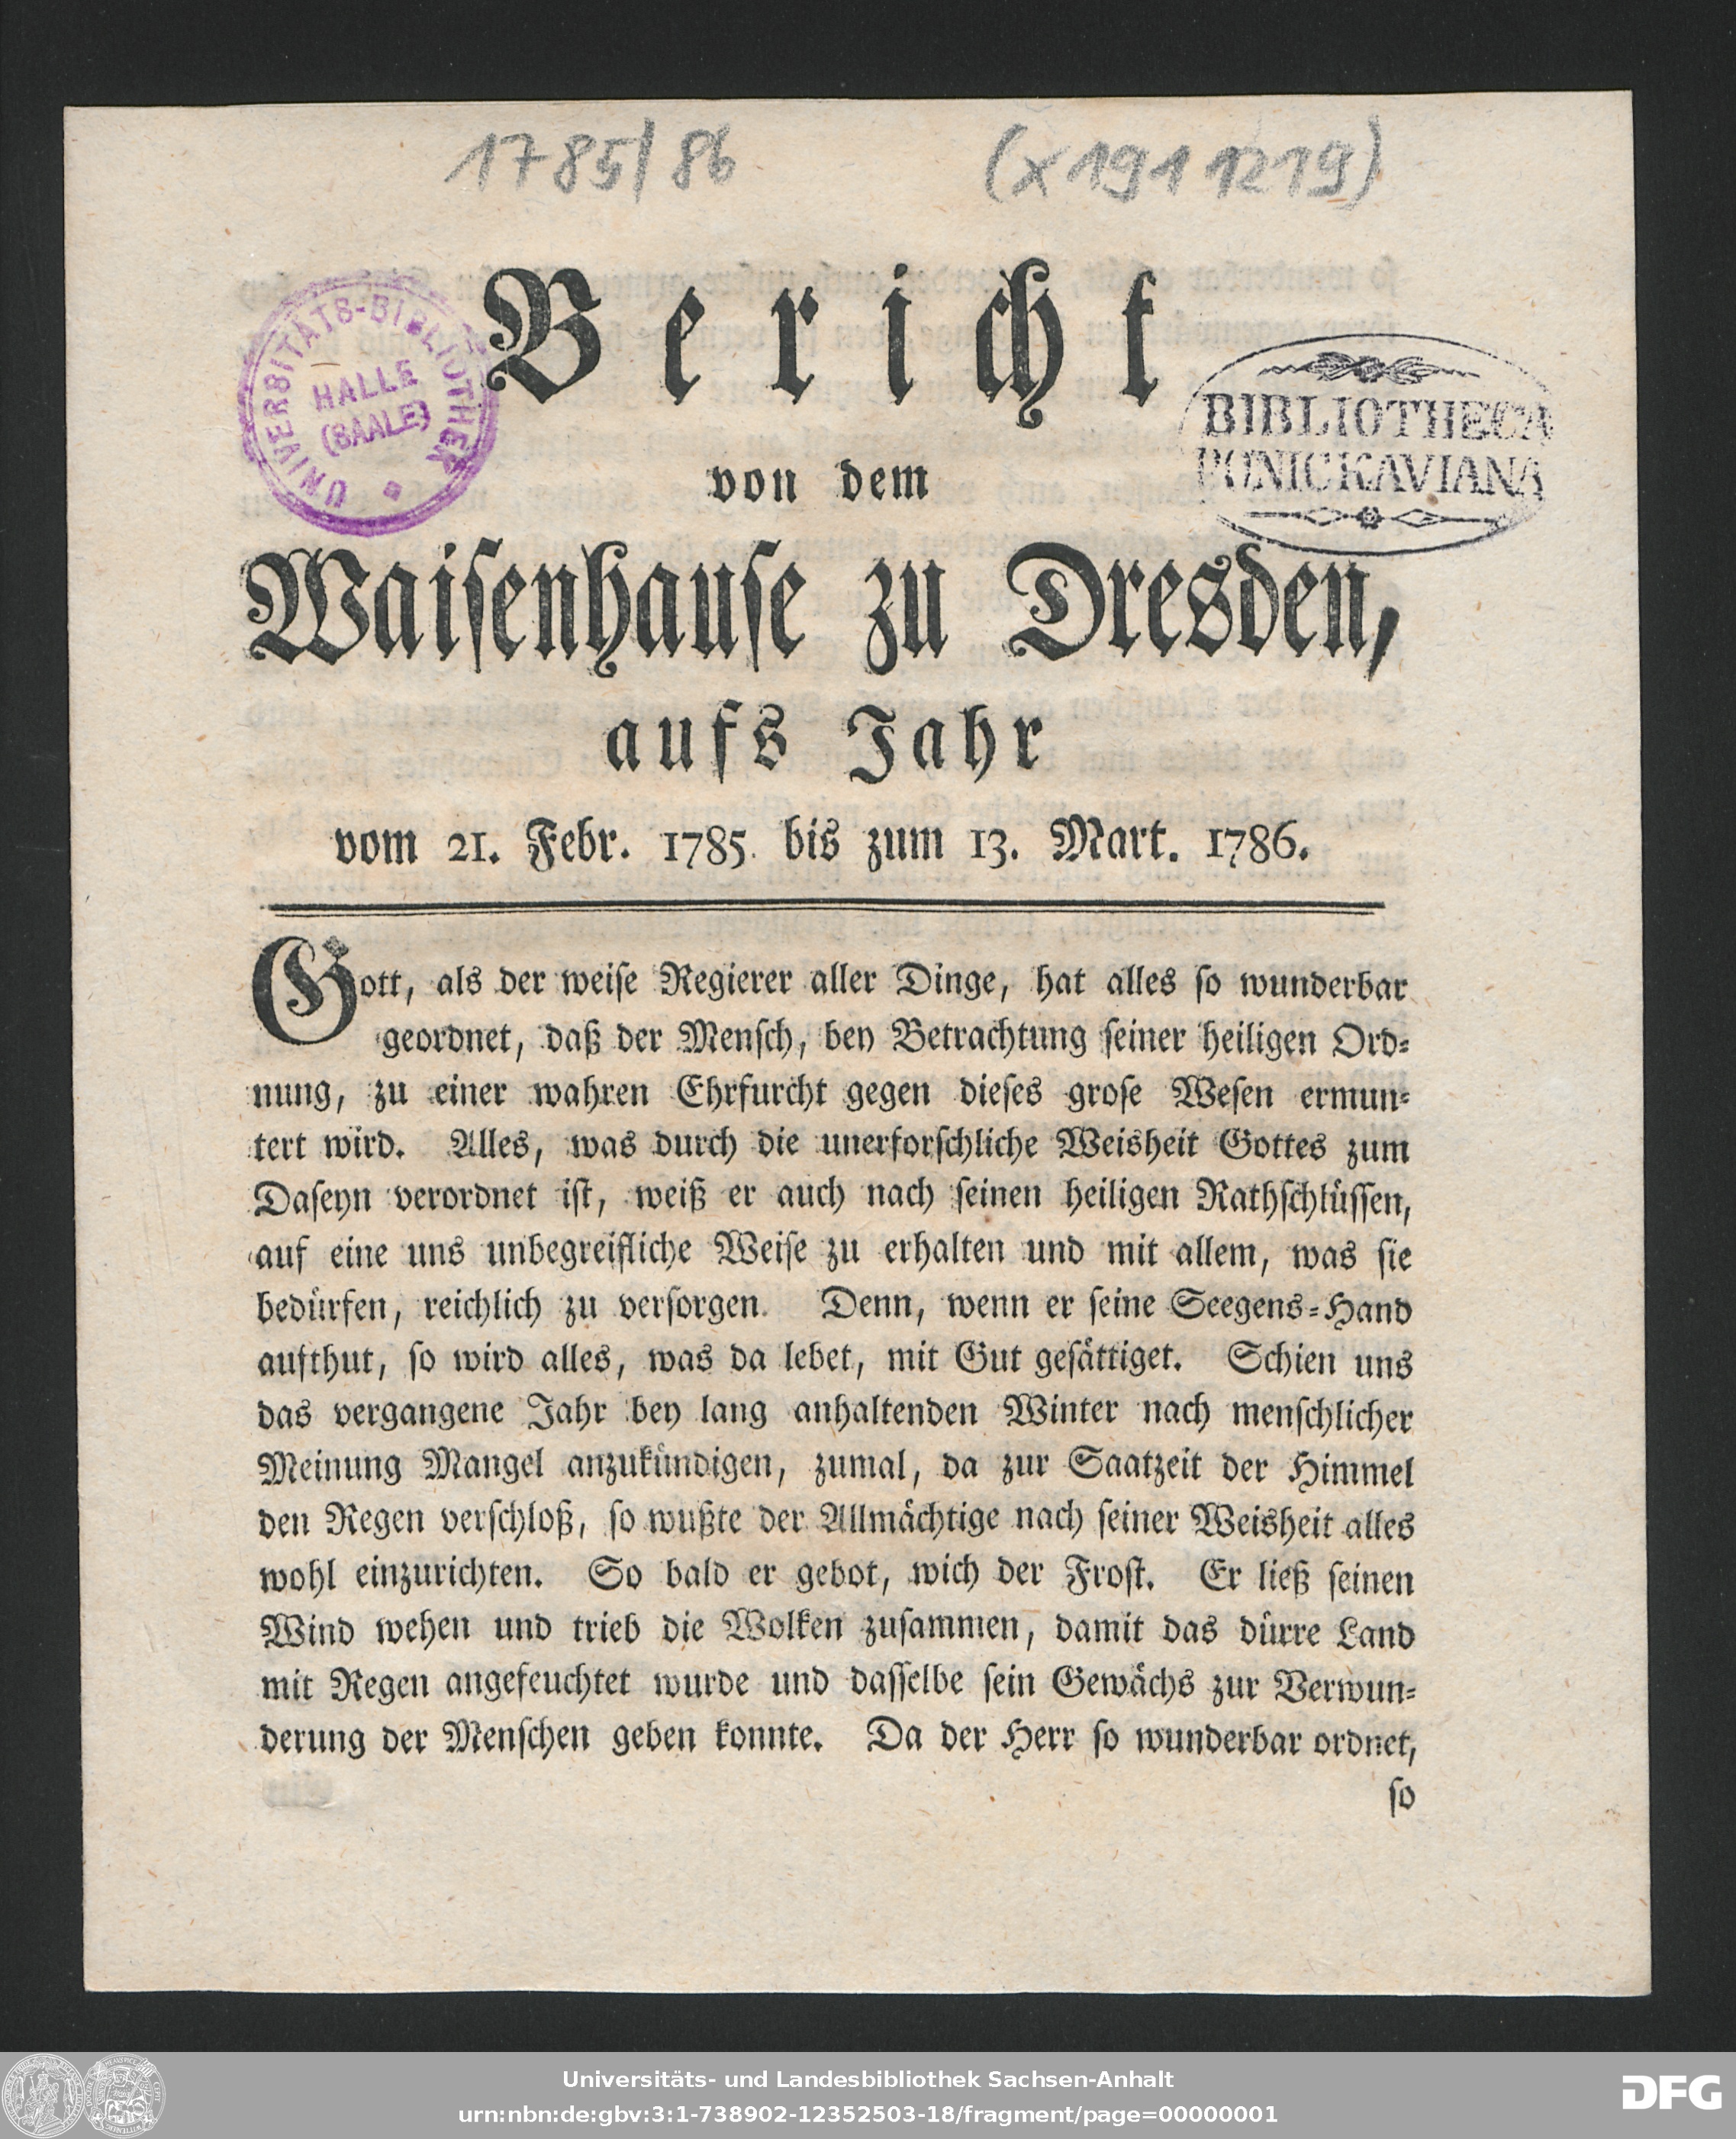 1785/86 (x1911219)
UNIVERSITÄTS-BIBLIOTHEK
HALLE
(SAALE)
Bericht
BIBLIOTHECA
PONICKAVIANA
von dem
Waisenhause zu Dresden,
aufs Jahr
vom 21. Febr. 1785. bis zum 13. Mart. 1786.
Gott, als der weiſe Regierer aller Dinge, hat alles ſo wunderbar
geordnet, daß der Menſch, bey Betrachtung ſeiner heiligen Ord-
nung, zu einer wahren Ehrfurcht gegen dieſes groſe Weſen ermun-
tert wird. Alles, was durch die unerforſchliche Weisheit Gottes zum
Daſeyn verordnet iſt, weiß er auch nach ſeinen heiligen Rathſchlüſſen,
auf eine uns unbegreifliche Weiſe zu erhalten und mit allem, was ſie
bedürfen, reichlich zu verſorgen. Denn, wenn er ſeine Seegens-Hand
aufthut, ſo wird alles, was da lebet, mit Gut geſättiget. Schien uns
das vergangene Jahr bey lang anhaltenden Winter nach menſchlicher
Meinung Mangel anzukündigen, zumal, da zur Saatzeit der Himmel
den Regen verſchloß, ſo wußte der Allmächtige nach ſeiner Weisheit alles
wohl einzurichten. So bald er gebot, wich der Froſt. Er ließ ſeinen
Wind wehen und trieb die Wolken zuſammen, damit das dürre Land
mit Regen angefeuchtet wurde und daſſelbe ſein Gewächs zur Verwun-
derung der Menſchen geben konnte. Da der Herr ſo wunderbar ordnet,
ſo
Universitäts- und Landesbibliothek Sachsen-Anhalt
urn:nbn:de:gbv:3:1-738902-12352503-18/fragment/page=00000001
DFG